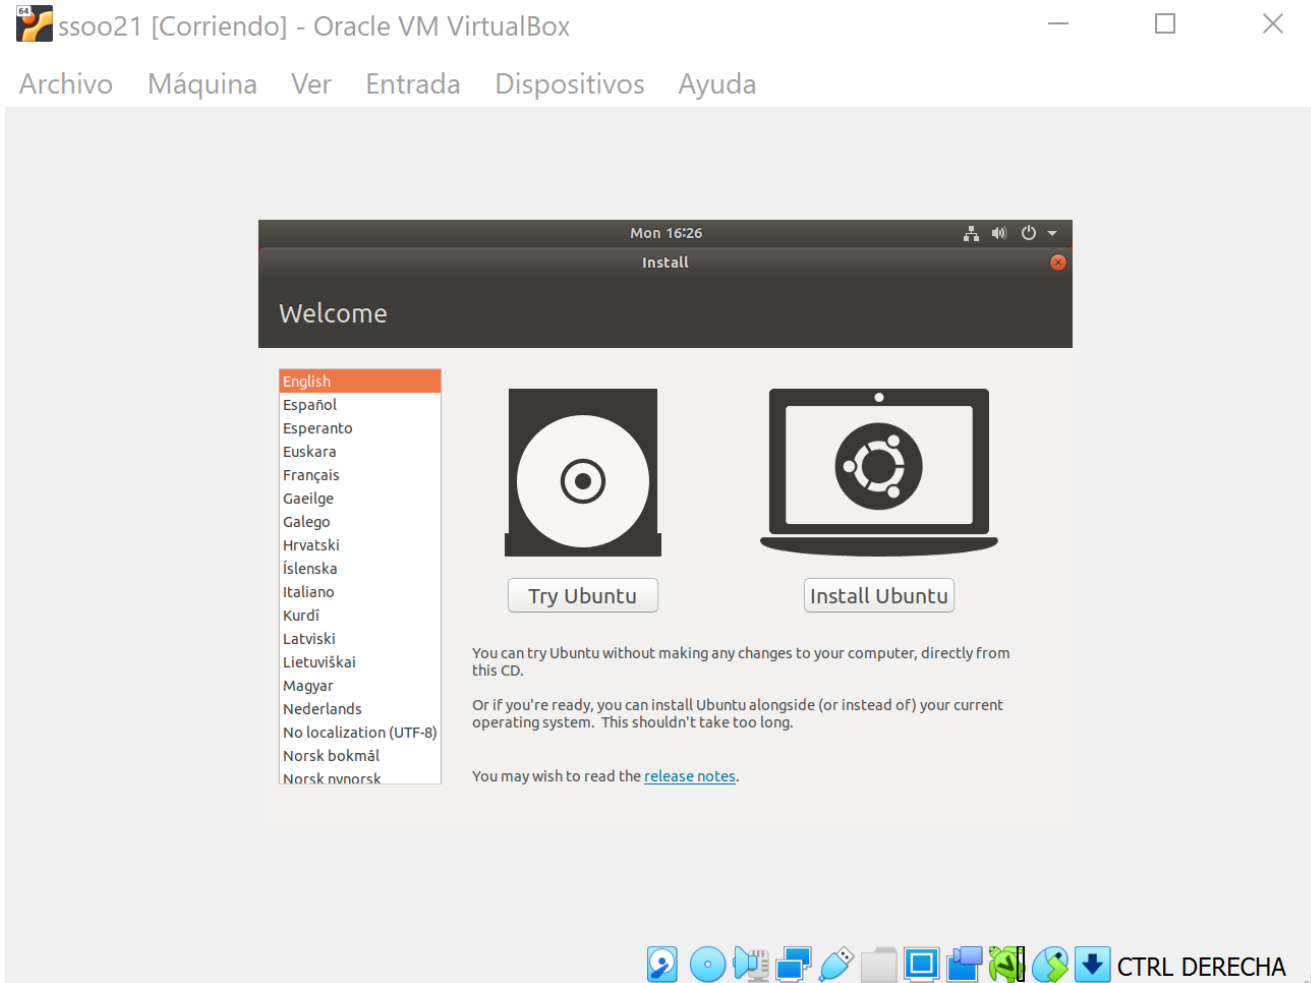 64
ssoo21 [Corriendo] - Oracle VM VirtualBox
Archivo Máquina Ver Entrada Dispositivos Ayuda
Mon 16:26
Install
Welcome
English
Español
Esperanto
Euskara
Français
Gaeilge
Galego
Hrvatski
Íslenska
Italiano
Kurdî
Latviski
Lietuviškai
Magyar
Nederlands
No localization (UTF-8)
Norsk bokmål
Norsk nynorsk
Try Ubuntu
Install Ubuntu
You can try Ubuntu without making any changes to your computer, directly from
this CD.
Or if you're ready, you can install Ubuntu alongside (or instead of) your current
operating system. This shouldn't take too long.
You may wish to read the release notes.
CTRL DERECHA